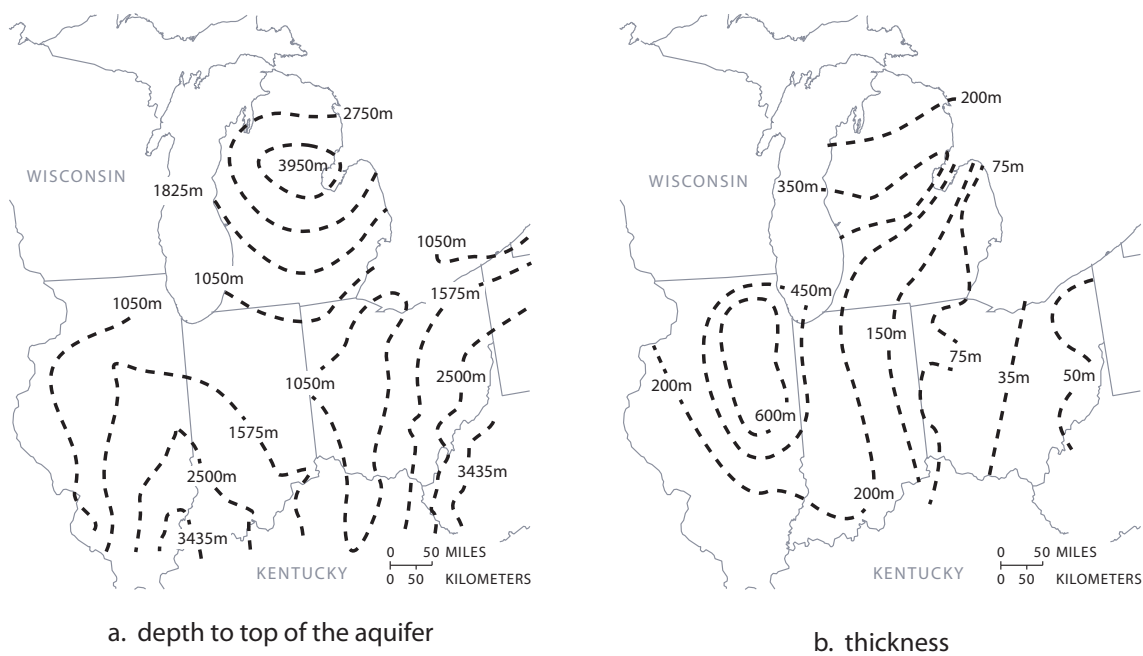 2750m
3950m
WISCONSIN
1825m
1050m
1050m
1050m
1575m
1050m
2500m
1575m
2500m
3435m
3435m
0 50 MILES
KENTUCKY
0 50 KILOMETERS
a. depth to top of the aquifer
200m
75m
WISCONSIN
350m
450m
150m
75m
200m
35m
50m
600m
200m
0 50 MILES
KENTUCKY
0 50 KILOMETERS
b. thickness